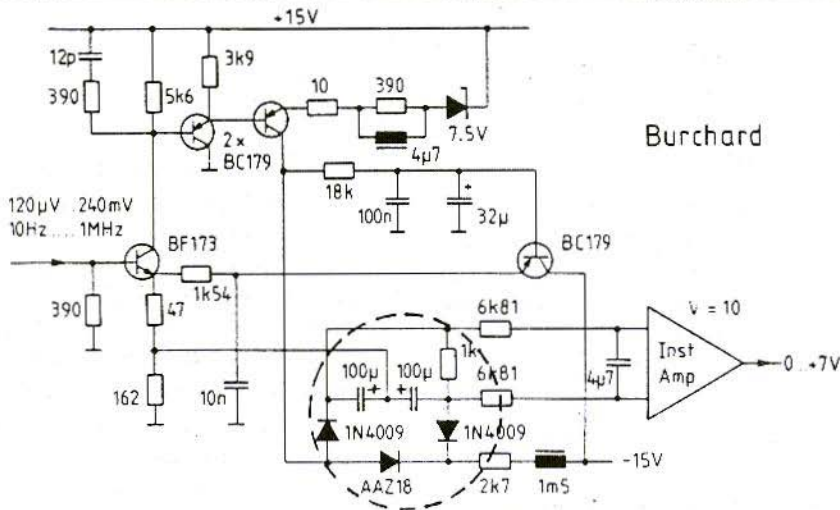 +15V
12p
390
5k6
3k9
10
390
7.5V
4µ7
2x
BC179
Burchard
18k
100n
+
32µ
120µV . 240mV
10Hz.... 1MHz
BF173
BC179
1k54
390
47
162
10n
6k81
V = 10
1k
100µ
+
+
100µ
6k81
4µ7
Inst
Amp
0..+7V
1N4009
1N4009
AAZ18
2k7
1m5
-15V